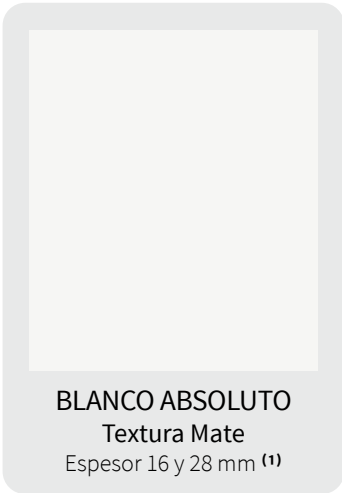 BLANCO ABSOLUTO
Textura Mate
Espesor 16 y 28 mm ⁽¹⁾